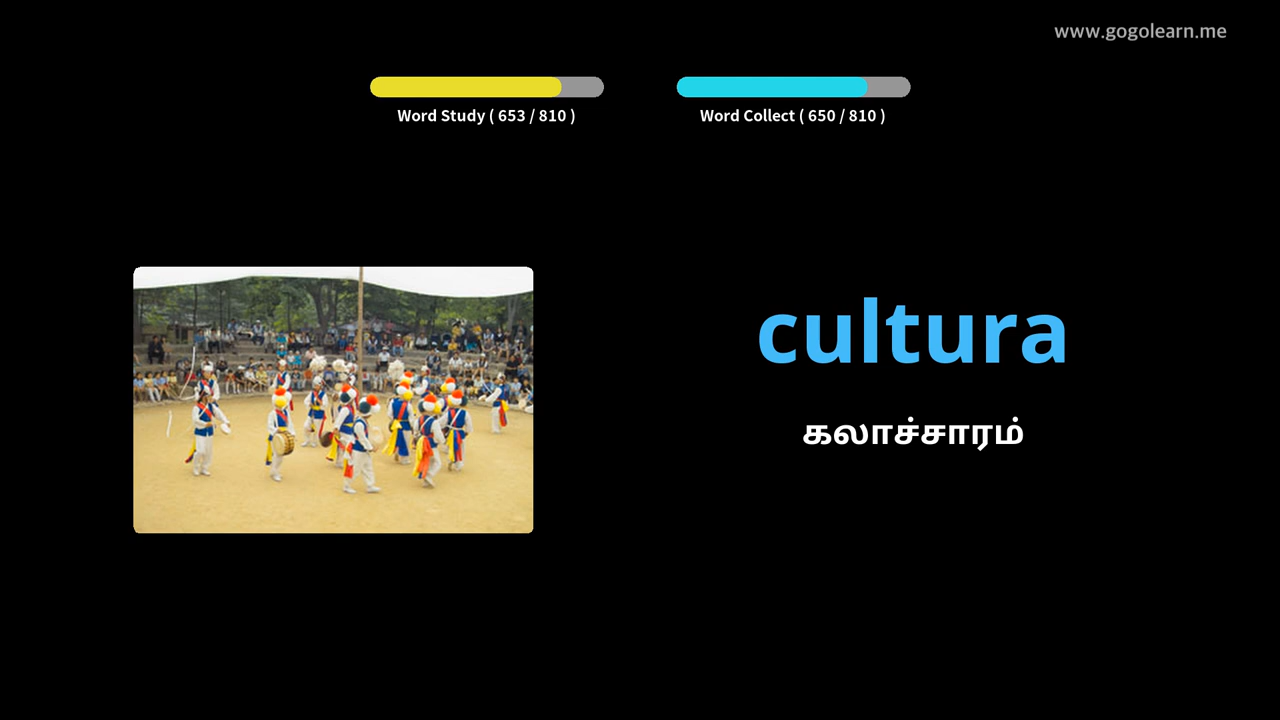 www.gogolearn.me
Word Study ( 653 / 810 )
Word Collect ( 650 / 810 )
cultura
கலாச்சாரம்